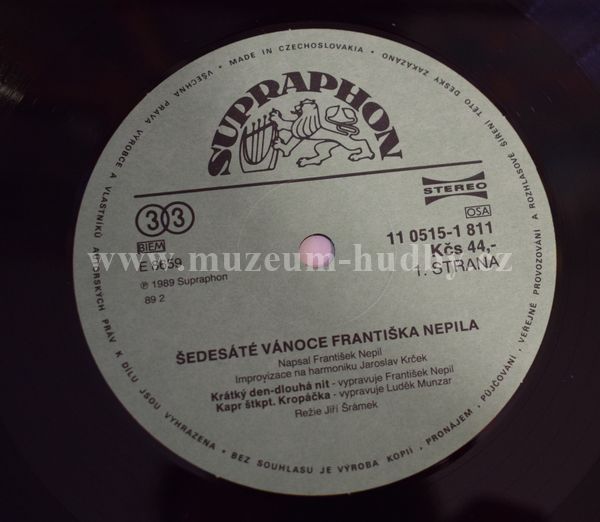 • MADE IN CZECHOSLOVAKIA • VŠECHNA PRÁVA VÝROBCE A VLASTNÍKŮ AUTORSKÝCH PRÁV K DÍLU JSOU VYHRAZENA • BEZ SOUHLASU JE VÝROBA KOPIÍ, PRONÁJEM, PŮJČOVÁNÍ, VEŘEJNÉ PROVOZOVÁNÍ A ROZHLASOVÉ ŠÍŘENÍ TÉTO DESKY ZAKÁZÁNO
SUPRAPHON
STEREO
33
BIEM
OSA
E 8659
11 0515-1 811
Kčs 44,-
1. STRANA
www.muzeum-hudby.cz
℗ 1989 Supraphon
89 2
ŠEDESÁTÉ VÁNOCE FRANTIŠKA NEPILA
Napsal František Nepil
Improvizace na harmoniku Jaroslav Krček
Krátký den-dlouhá nit - vypravuje František Nepil
Kapr štkpt. Kropáčka - vypravuje Luděk Munzar
Režie Jiří Šrámek